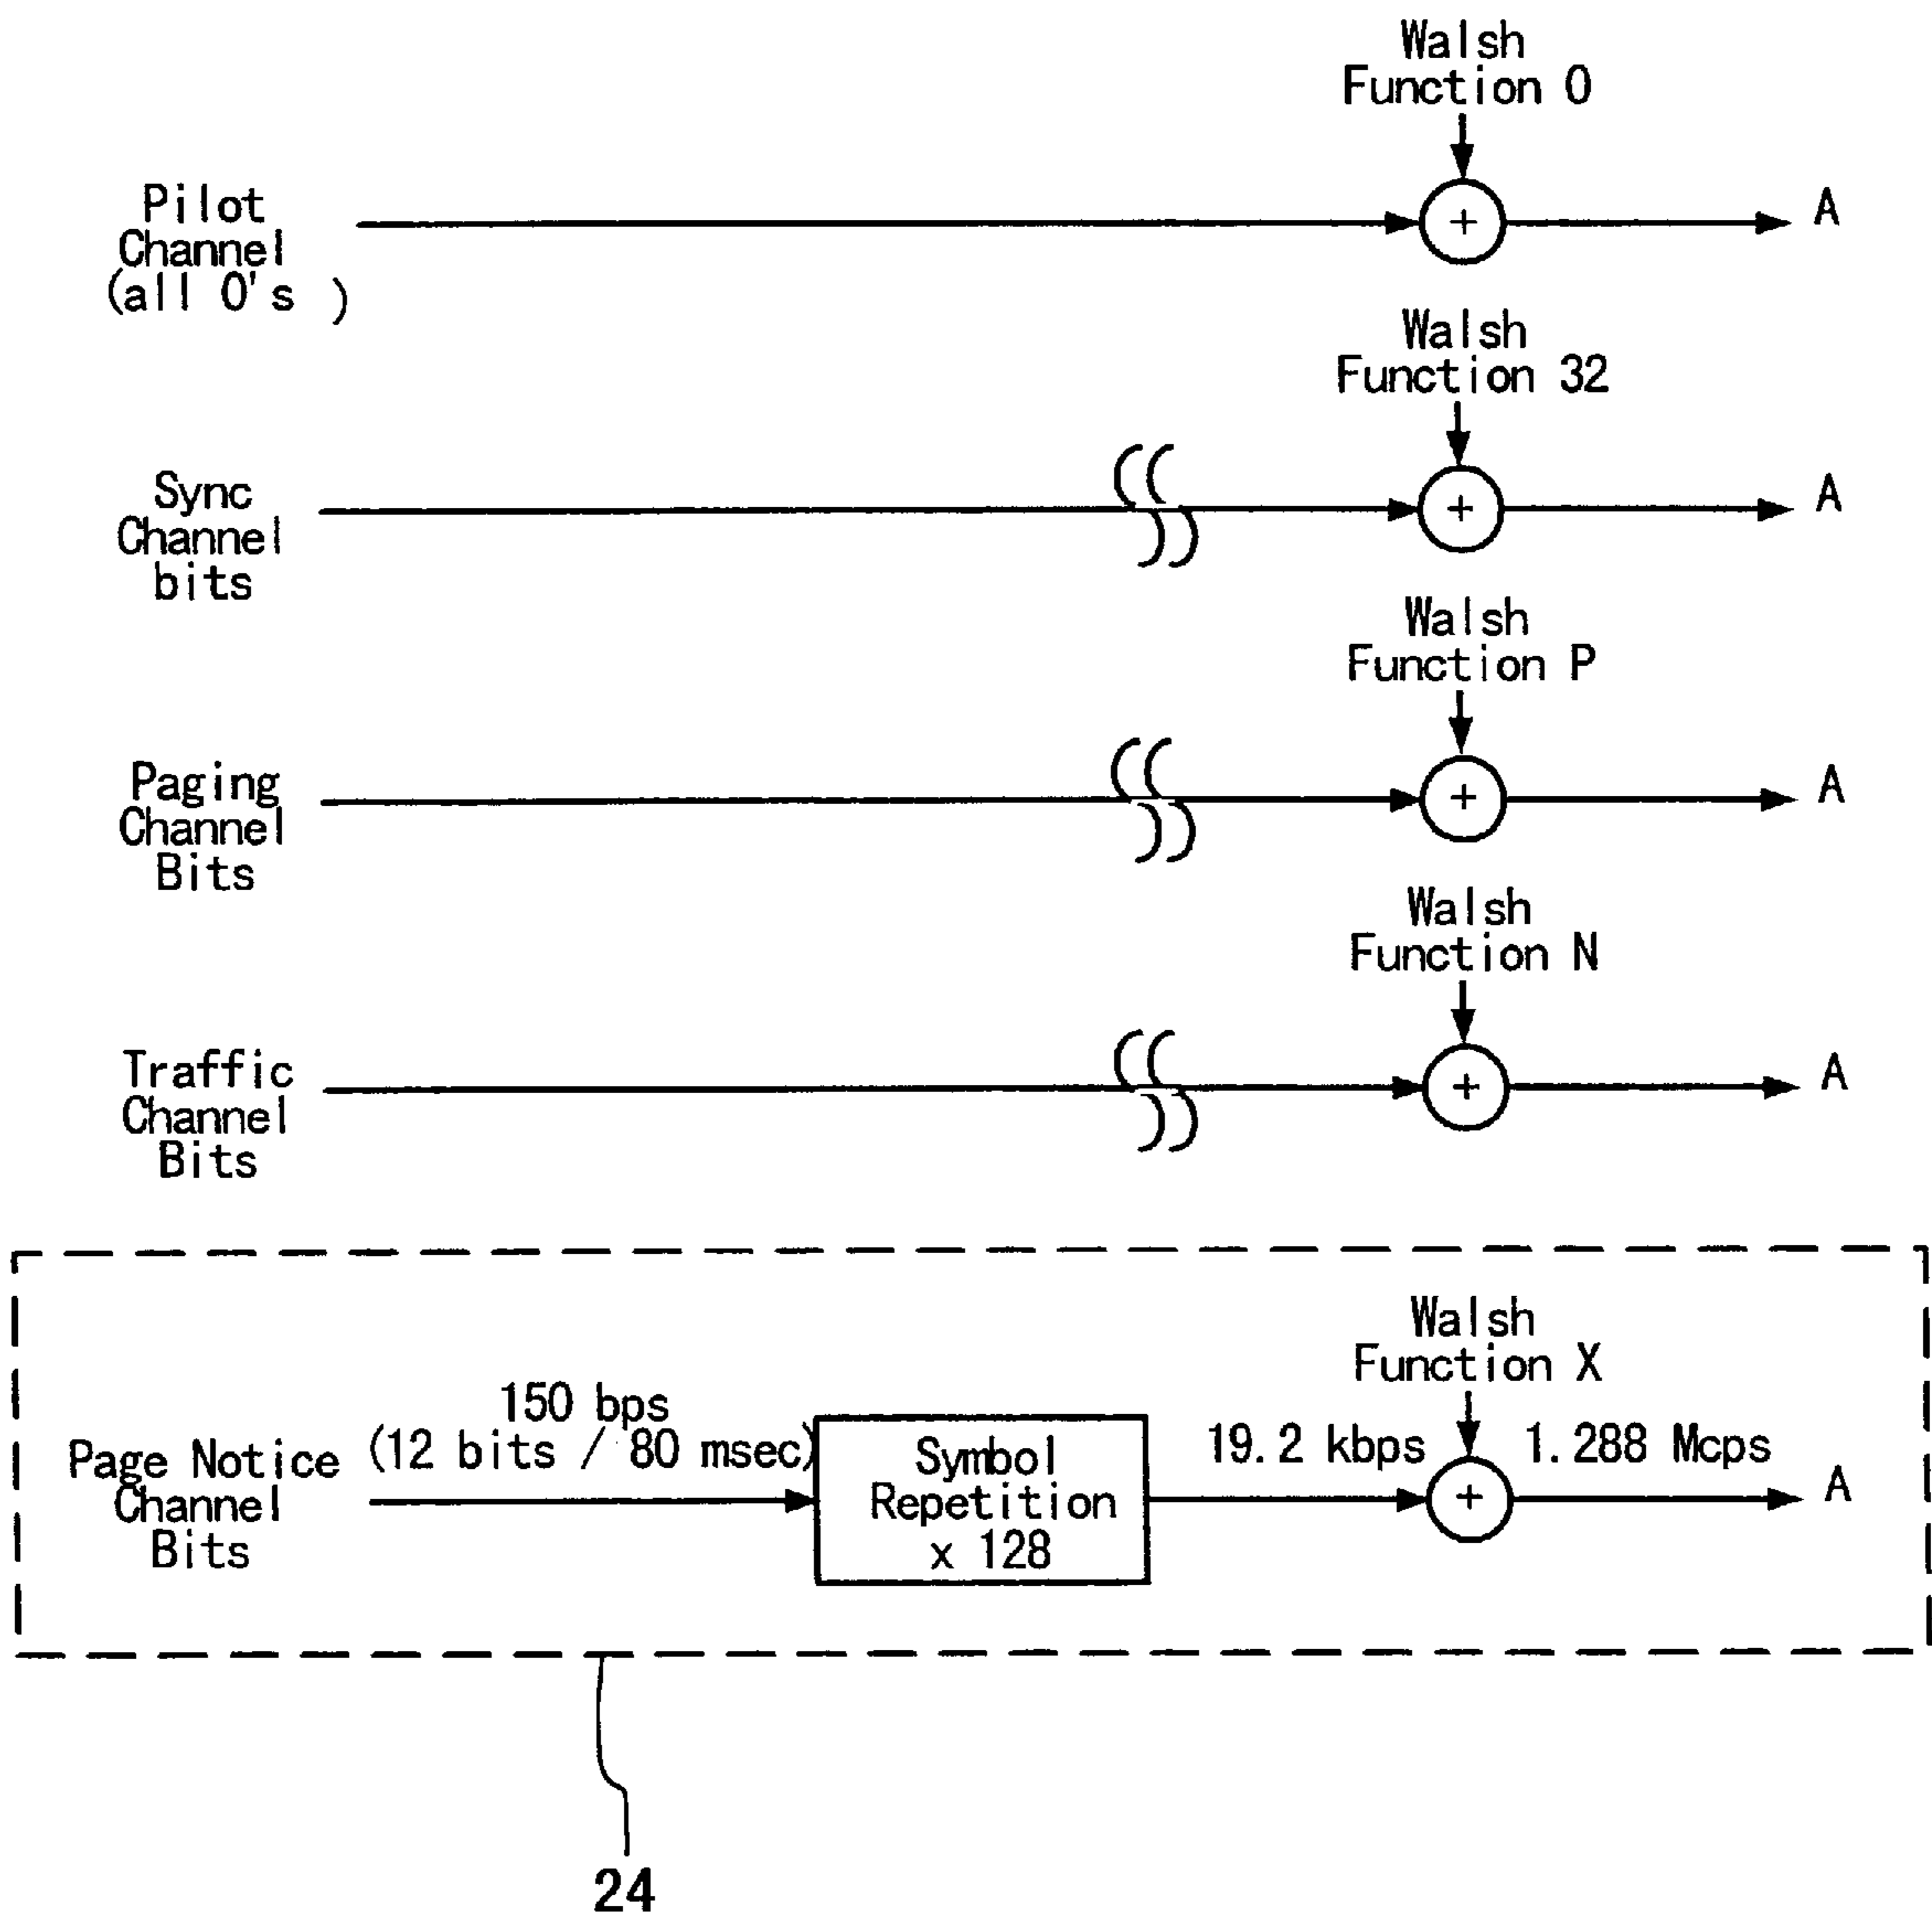 Walsh
Function 0
Pilot
Channel
(all 0's )
+
A
Walsh
Function 32
Sync
Channel
bits
+
A
Walsh
Function P
Paging
Channel
Bits
+
A
Walsh
Function N
Traffic
Channel
Bits
+
A
Walsh
Function X
Page Notice
Channel
Bits
150 bps
(12 bits / 80 msec)
Symbol
Repetition
x 128
19.2 kbps
+
1.288 Mcps
A
24